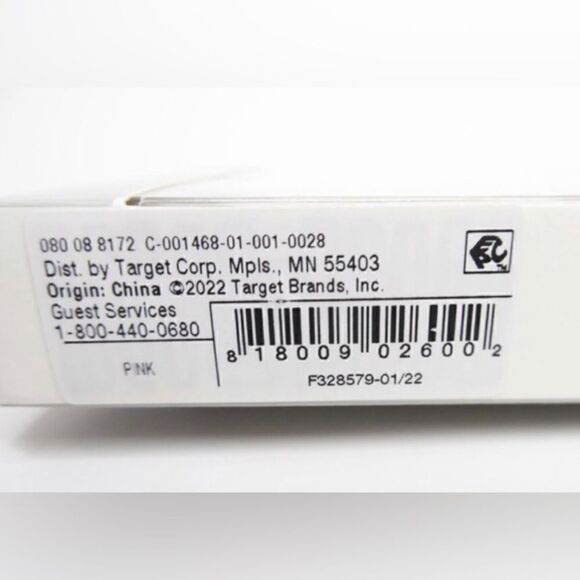 080 08 8172 C-001468-01-001-0028
Dist. by Target Corp. Mpls., MN 55403
Origin: China ©2022 Target Brands, Inc.
Guest Services
1-800-440-0680
PINK
8 18009 02600 2
F328579-01/22
TM